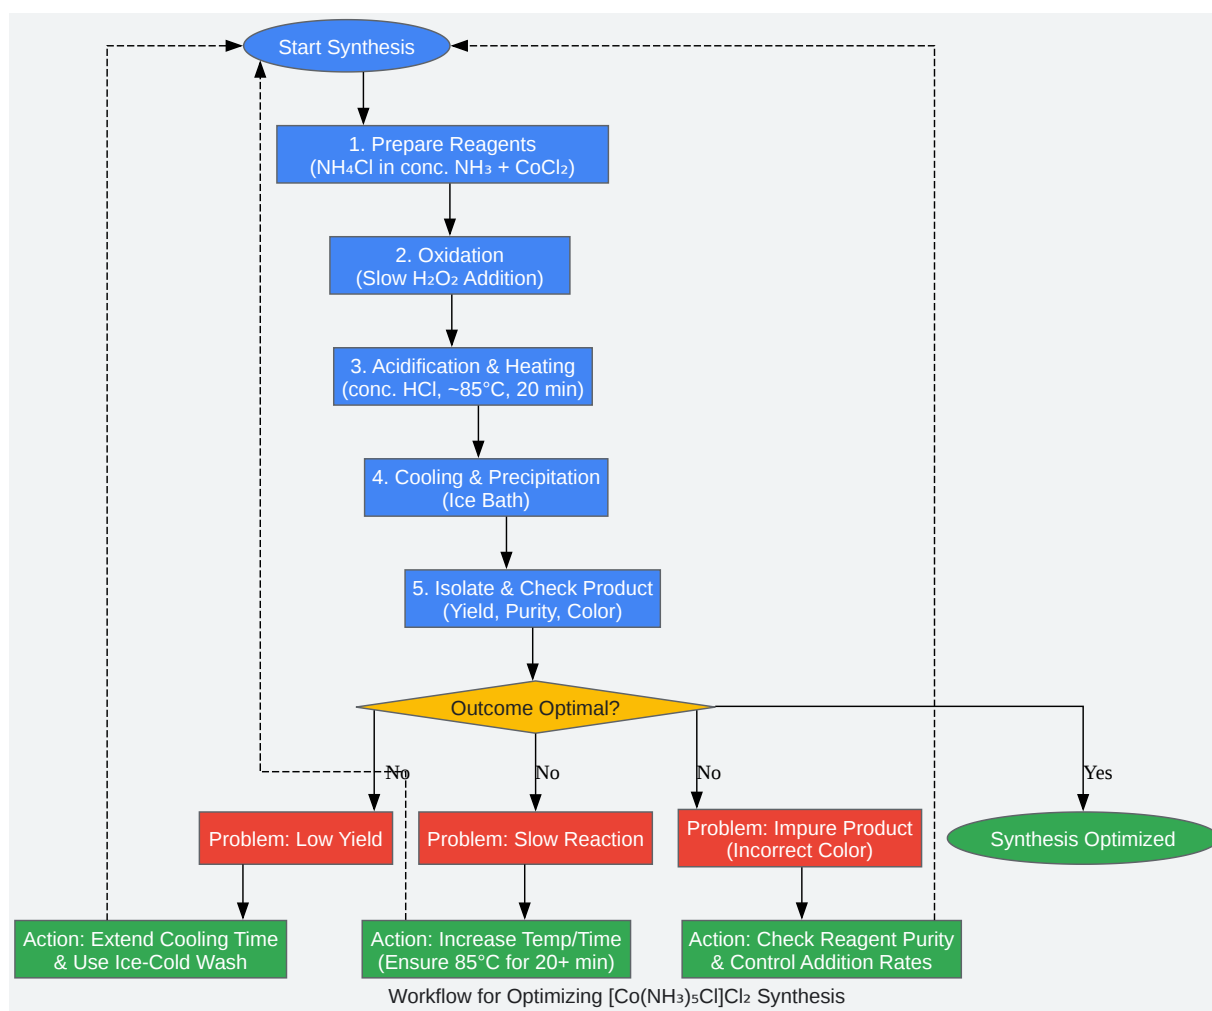 Start Synthesis
1. Prepare Reagents
(NH₄Cl in conc. NH₃ + CoCl₂)
2. Oxidation
(Slow H₂O₂ Addition)
3. Acidification & Heating
(conc. HCl, ~85°C, 20 min)
4. Cooling & Precipitation
(Ice Bath)
5. Isolate & Check Product
(Yield, Purity, Color)
Outcome Optimal?
No
No
No
Yes
Problem: Low Yield
Problem: Slow Reaction
Problem: Impure Product
(Incorrect Color)
Synthesis Optimized
Action: Extend Cooling Time
& Use Ice-Cold Wash
Action: Increase Temp/Time
(Ensure 85°C for 20+ min)
Action: Check Reagent Purity
& Control Addition Rates
Workflow for Optimizing [Co(NH₃)₅Cl]Cl₂ Synthesis